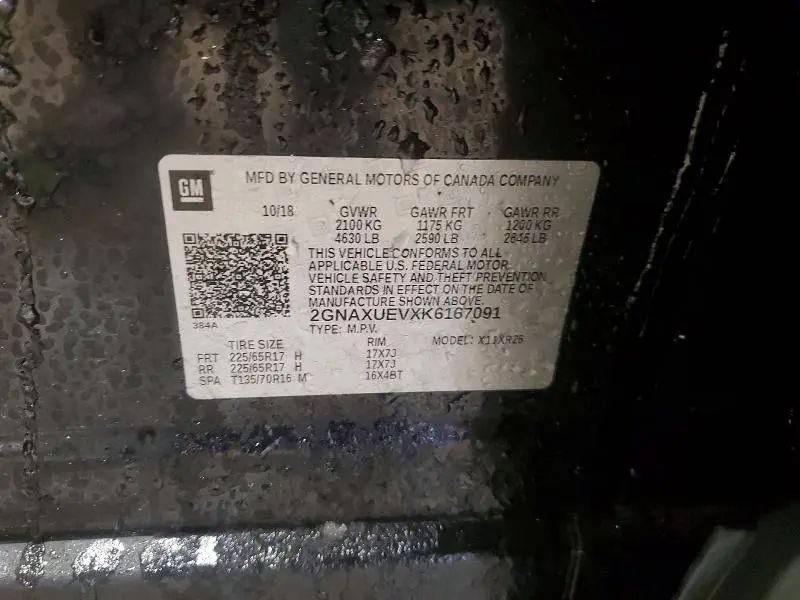 GM MFD BY GENERAL MOTORS OF CANADA COMPANY
10/18 GVWR GAWR FRT GAWR RR
2100 KG 1175 KG 1200 KG
4630 LB 2590 LB 2645 LB
THIS VEHICLE CONFORMS TO ALL
APPLICABLE U.S. FEDERAL MOTOR
VEHICLE SAFETY AND THEFT PREVENTION
STANDARDS IN EFFECT ON THE DATE OF
MANUFACTURE SHOWN ABOVE.
2GNAXUEVXK6167091
384A
TYPE: M.P.V. MODEL: X11XR26
TIRE SIZE RIM
FRT 225/65R17 H 17X7J
RR 225/65R17 H 17X7J
SPA T135/70R16 M 16X4BT